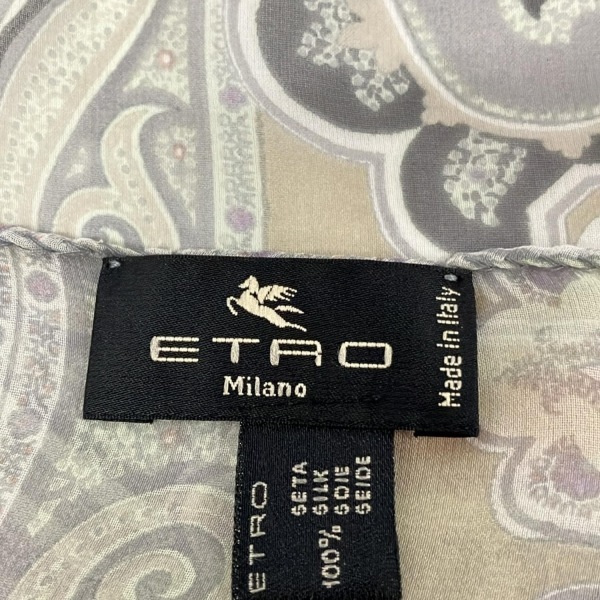 ETRO
Milano
Made in Italy
ETRO
100% SETA
SILK
SOIE
SEIDE